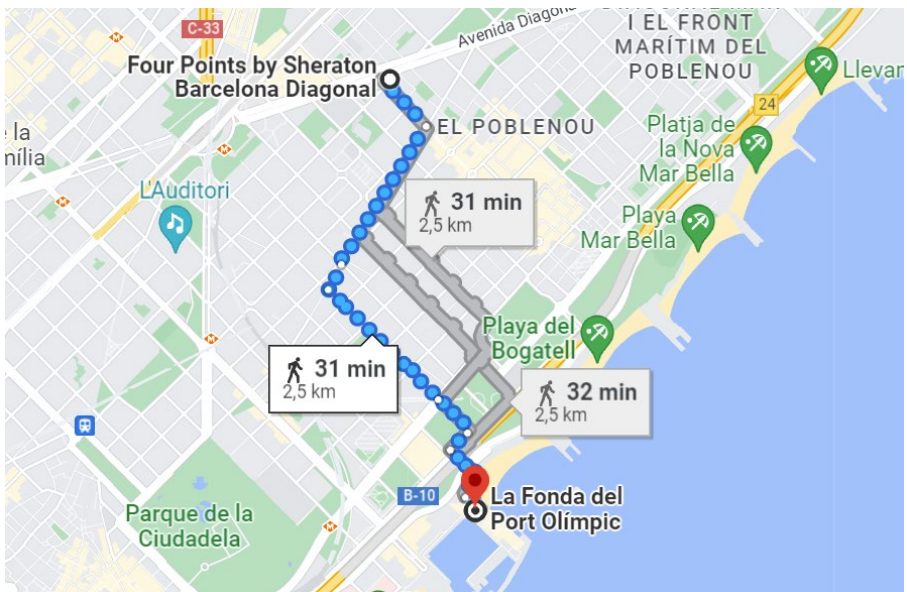 C-33
Avenida Diagonal
I EL FRONT
MARÍTIM DEL
POBLENOU
Four Points by Sheraton
Barcelona Diagonal
Llevan
24
EL POBLENOU
Platja de
la Nova
Mar Bella
la
mília
L'Auditori
31 min
2,5 km
Playa
Mar Bella
Playa del
Bogatell
31 min
2,5 km
32 min
2,5 km
B-10
La Fonda del
Port Olímpic
Parque de la
Ciudadela